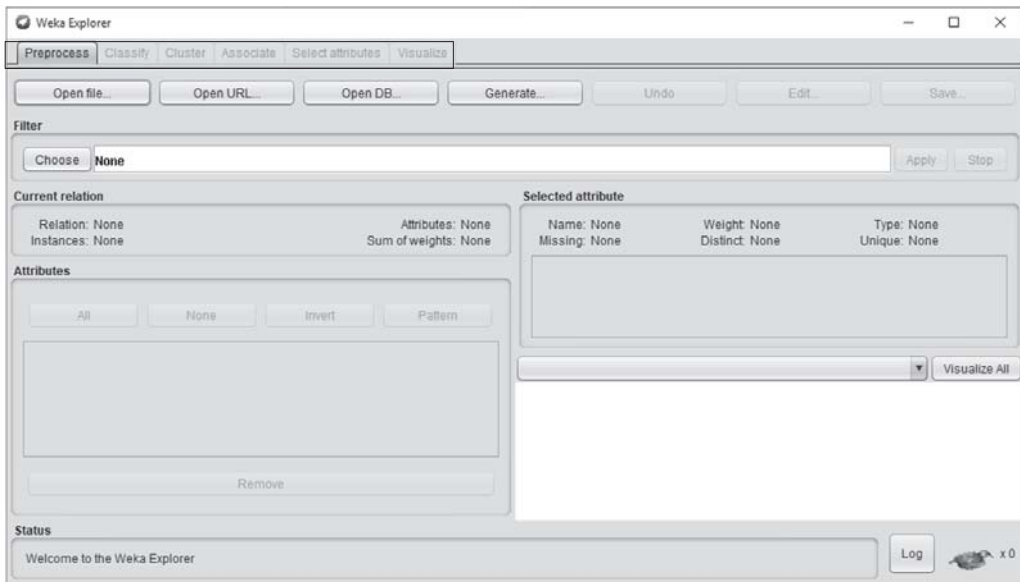 Weka Explorer
Preprocess Classify Cluster Associate Select attributes Visualize
Open file... Open URL... Open DB... Generate... Undo Edit... Save...
Filter
Choose None Apply Stop
Current relation
Relation: None Attributes: None
Instances: None Sum of weights: None
Selected attribute
Name: None Weight: None Type: None
Missing: None Distinct: None Unique: None
Attributes
All None Invert Pattern
Remove
Visualize All
Status
Welcome to the Weka Explorer
Log x 0